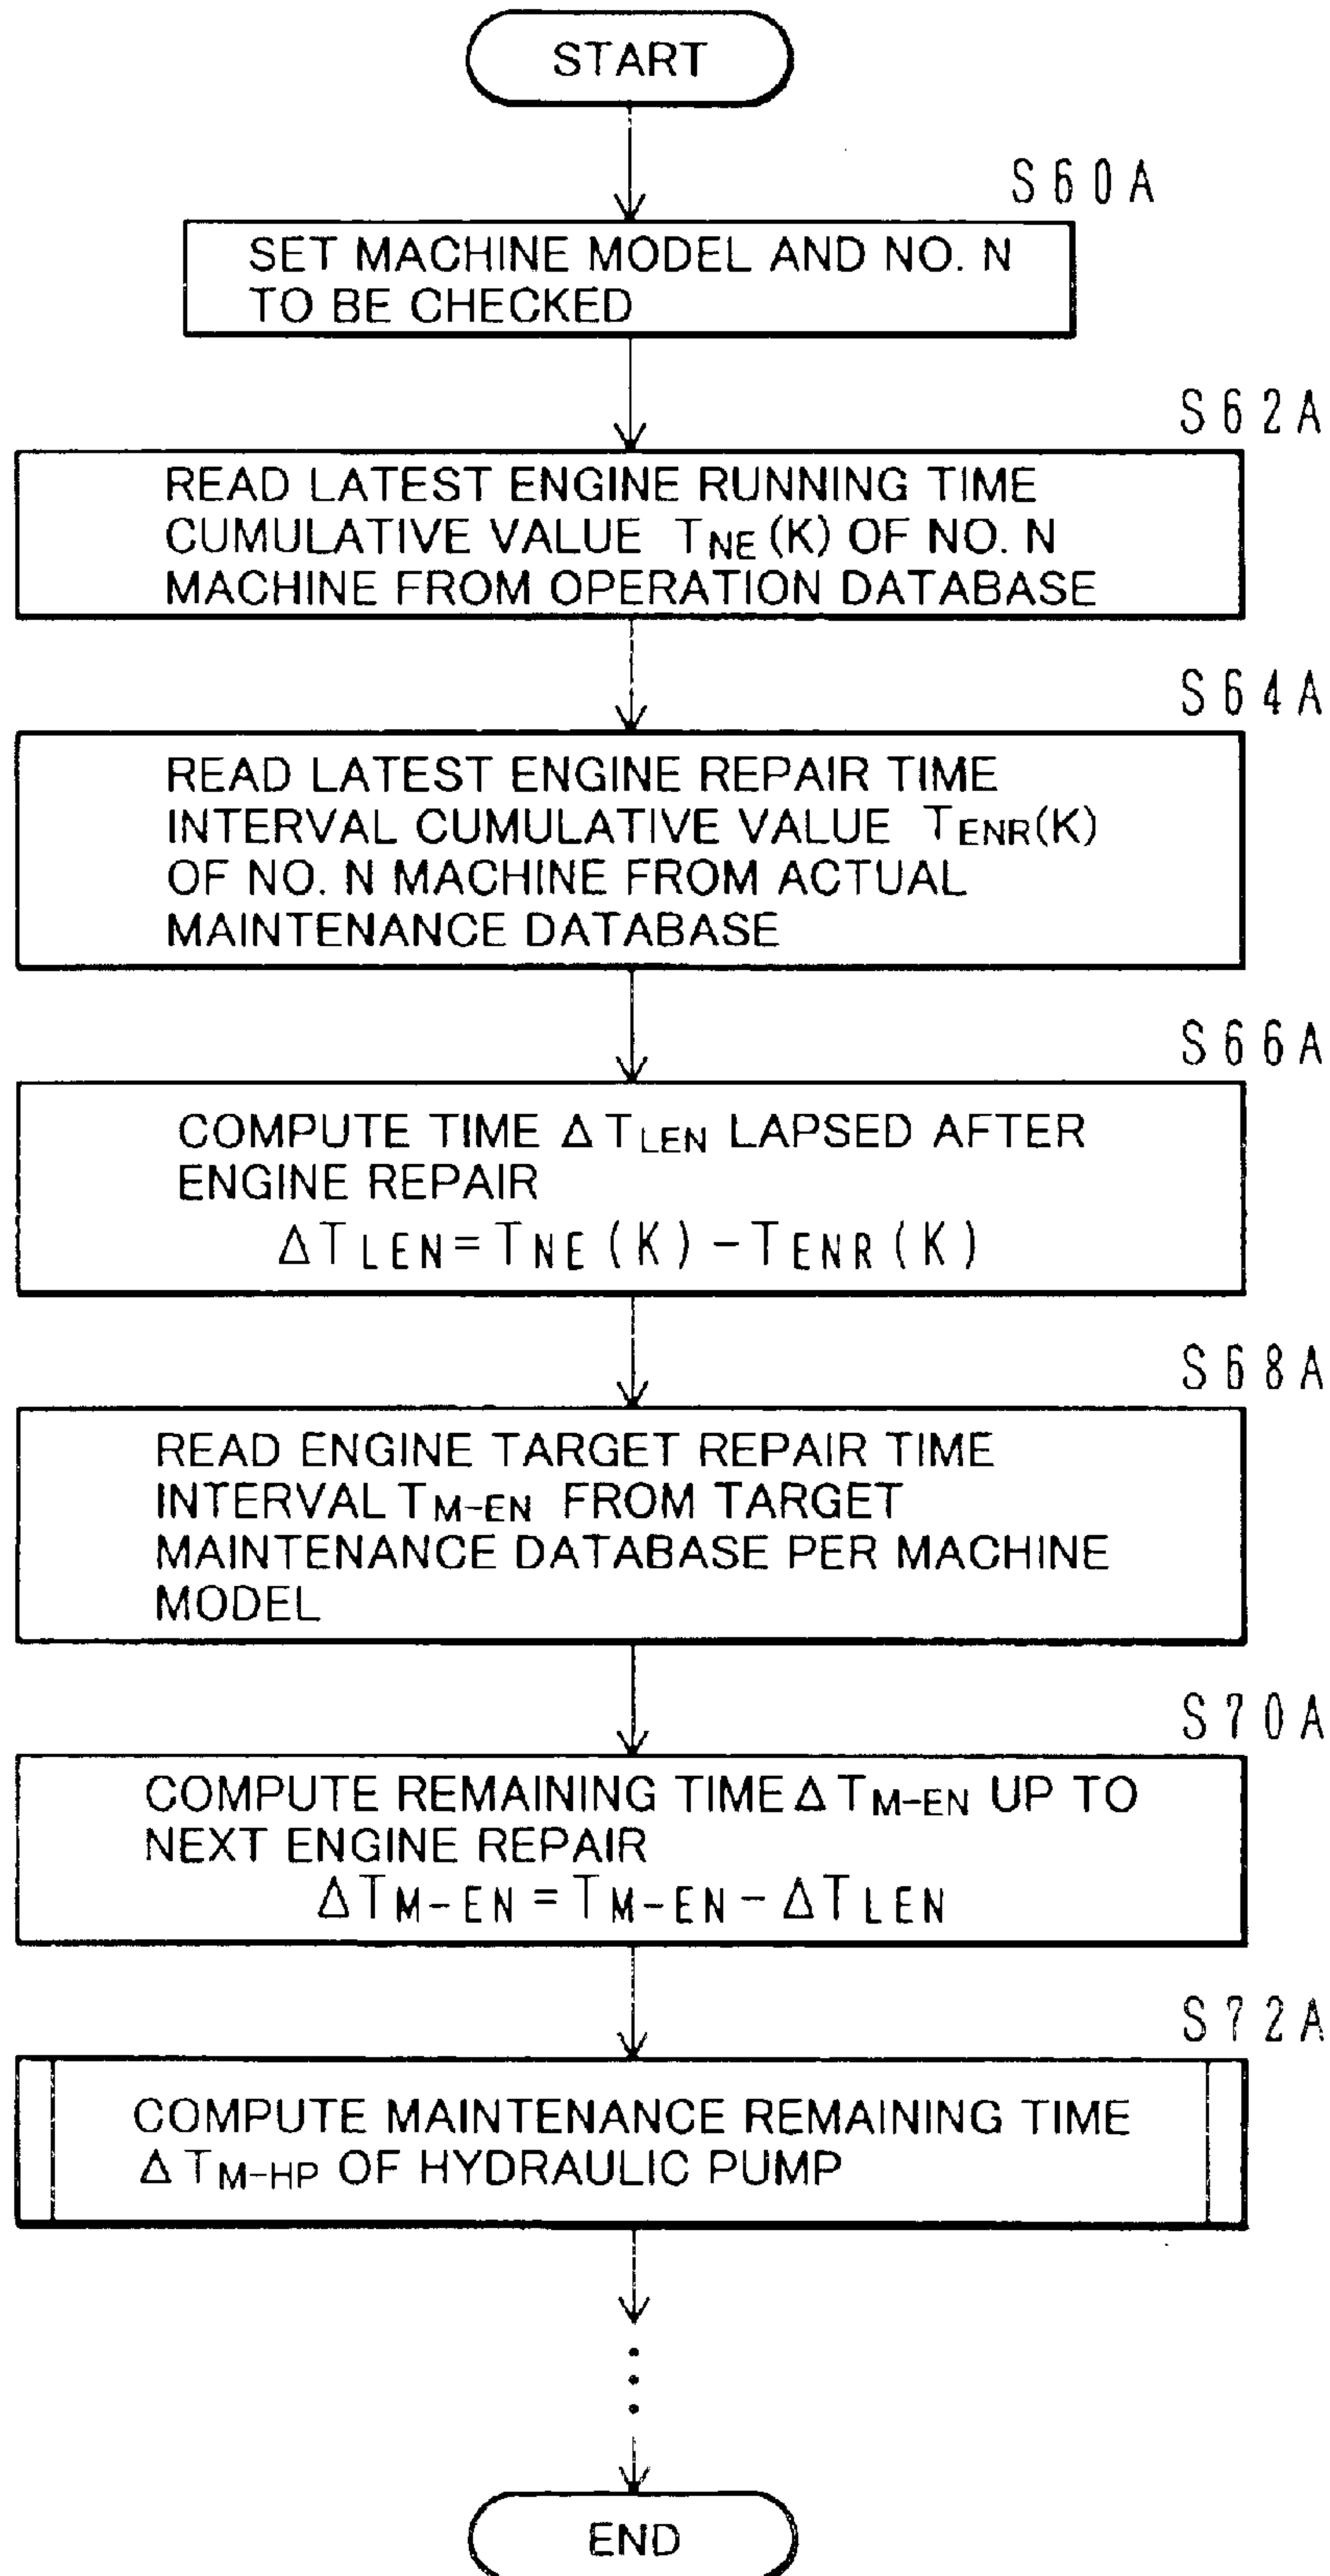 START
S60A
SET MACHINE MODEL AND NO. N
TO BE CHECKED
S62A
READ LATEST ENGINE RUNNING TIME
CUMULATIVE VALUE TNE(K) OF NO. N
MACHINE FROM OPERATION DATABASE
S64A
READ LATEST ENGINE REPAIR TIME
INTERVAL CUMULATIVE VALUE TENR(K)
OF NO. N MACHINE FROM ACTUAL
MAINTENANCE DATABASE
S66A
COMPUTE TIME ΔTLEN LAPSED AFTER
ENGINE REPAIR
ΔTLEN=TNE(K)-TENR(K)
S68A
READ ENGINE TARGET REPAIR TIME
INTERVAL TM-EN FROM TARGET
MAINTENANCE DATABASE PER MACHINE
MODEL
S70A
COMPUTE REMAINING TIME ΔTM-EN UP TO
NEXT ENGINE REPAIR
ΔTM-EN=TM-EN-ΔTLEN
S72A
COMPUTE MAINTENANCE REMAINING TIME
ΔTM-HP OF HYDRAULIC PUMP
END